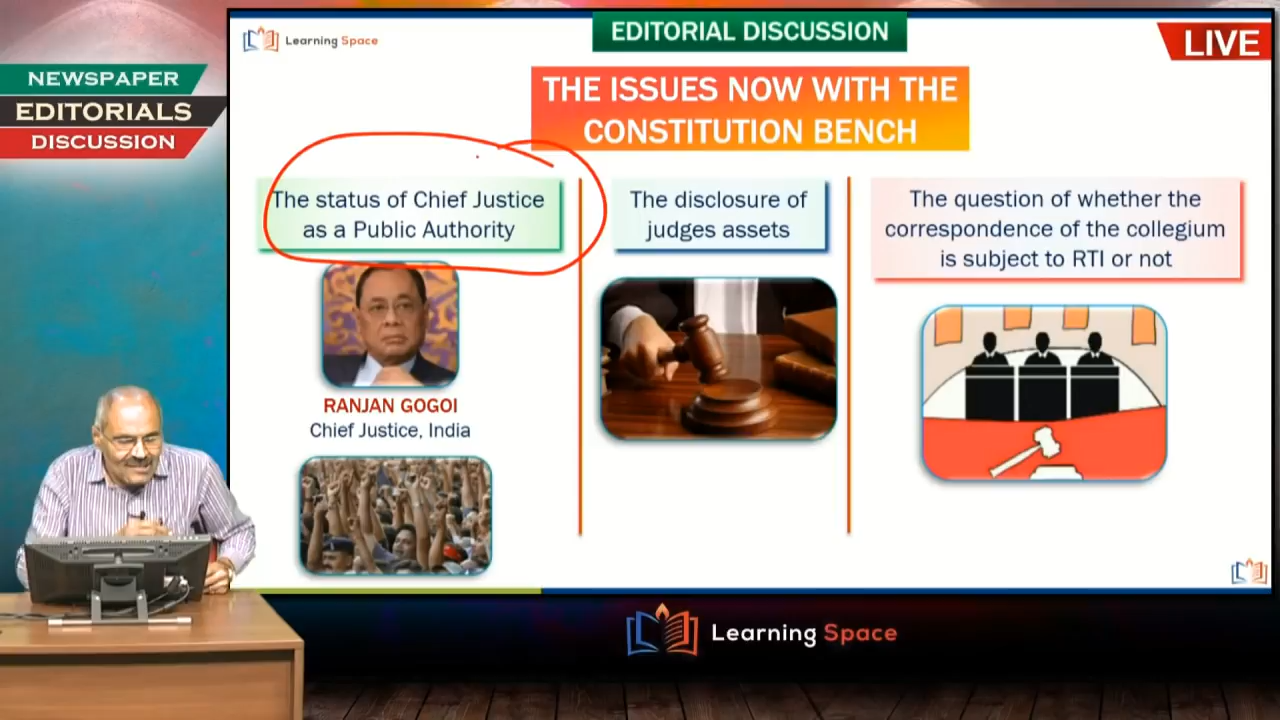 NEWSPAPER
EDITORIALS
DISCUSSION
Learning Space
EDITORIAL DISCUSSION
LIVE
THE ISSUES NOW WITH THE
CONSTITUTION BENCH
The status of Chief Justice
as a Public Authority
RANJAN GOGOI
Chief Justice, India
The disclosure of
judges assets
The question of whether the
correspondence of the collegium
is subject to RTI or not
Learning Space